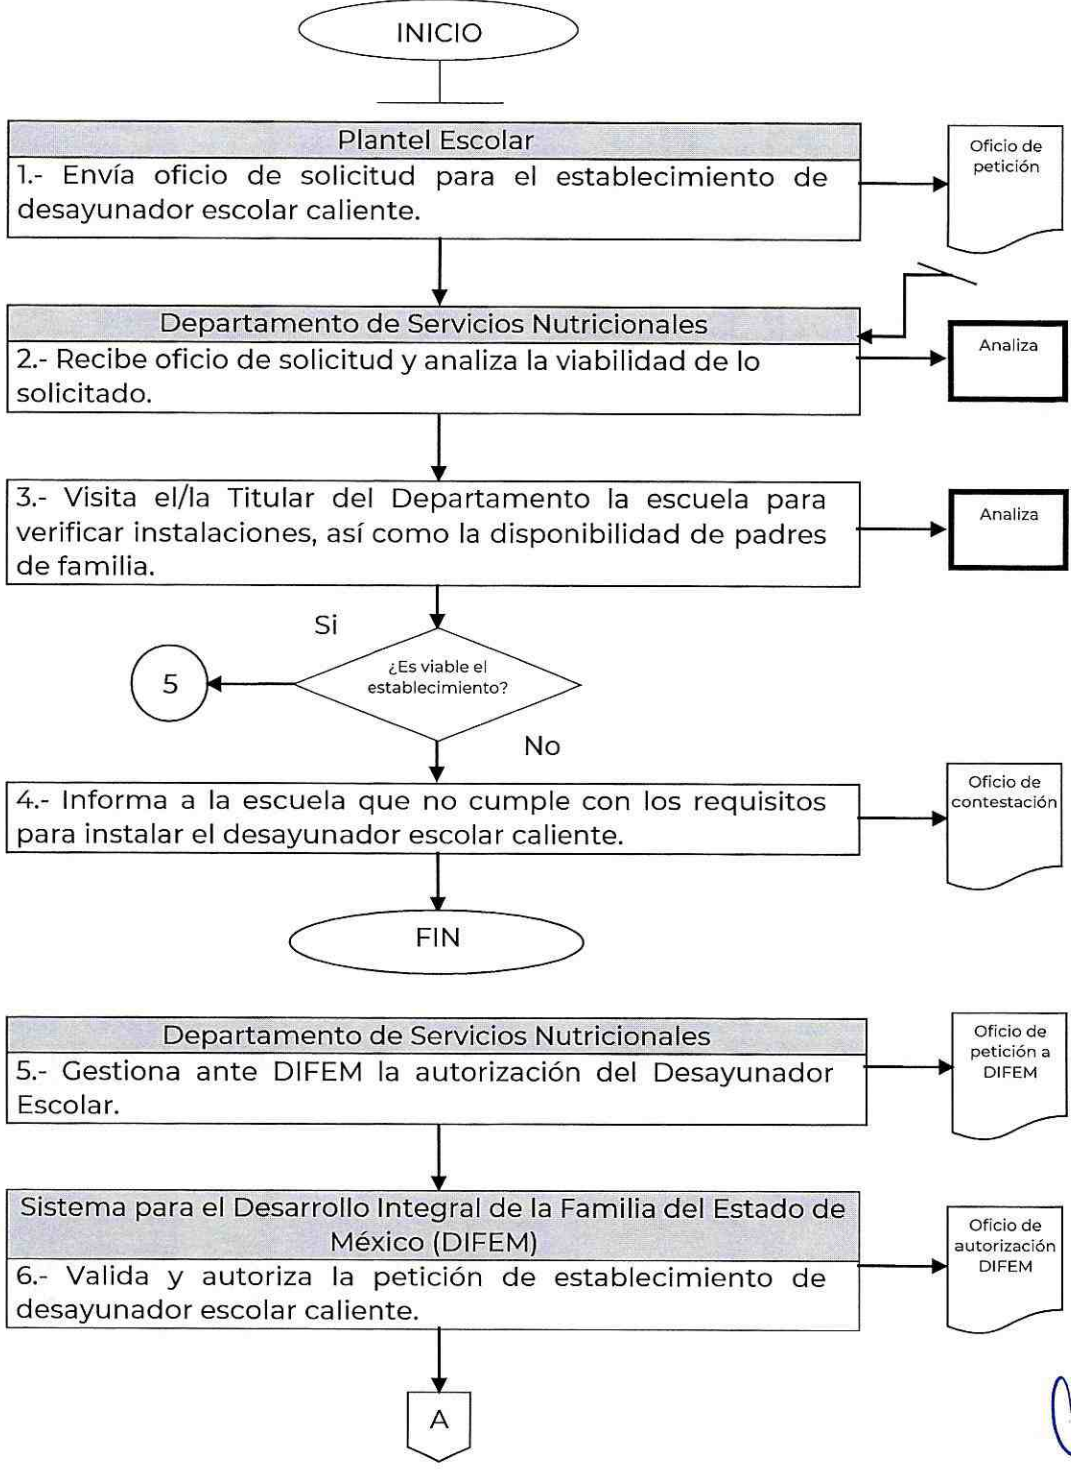 INICIO
Plantel Escolar
1.- Envía oficio de solicitud para el establecimiento de
desayunador escolar caliente.
Oficio de
petición
Departamento de Servicios Nutricionales
2.- Recibe oficio de solicitud y analiza la viabilidad de lo
solicitado.
Analiza
3.- Visita el/la Titular del Departamento la escuela para
verificar instalaciones, así como la disponibilidad de padres
de familia.
Analiza
Si
¿Es viable el
establecimiento?
5
No
4.- Informa a la escuela que no cumple con los requisitos
para instalar el desayunador escolar caliente.
Oficio de
contestación
FIN
Departamento de Servicios Nutricionales
5.- Gestiona ante DIFEM la autorización del Desayunador
Escolar.
Oficio de
petición a
DIFEM
Sistema para el Desarrollo Integral de la Familia del Estado de
México (DIFEM)
6.- Valida y autoriza la petición de establecimiento de
desayunador escolar caliente.
Oficio de
autorización
DIFEM
A